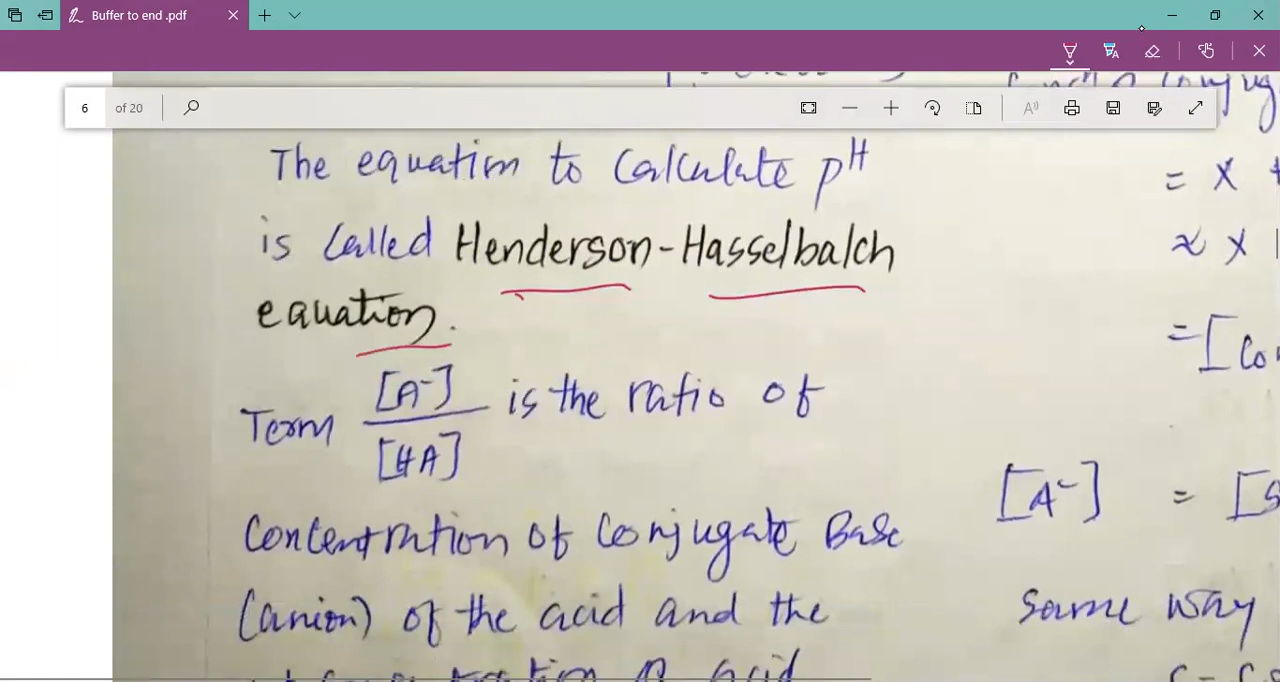 Buffer to end .pdf
6 of 20
The equation to calculate pH
is called Henderson-Hasselbalch
equation.
Term [A-]/[HA] is the ratio of
Concentration of conjugate Base
(anion) of the acid and the
acid
= x
≈ x
= [Co
[A-] = [S
Same way